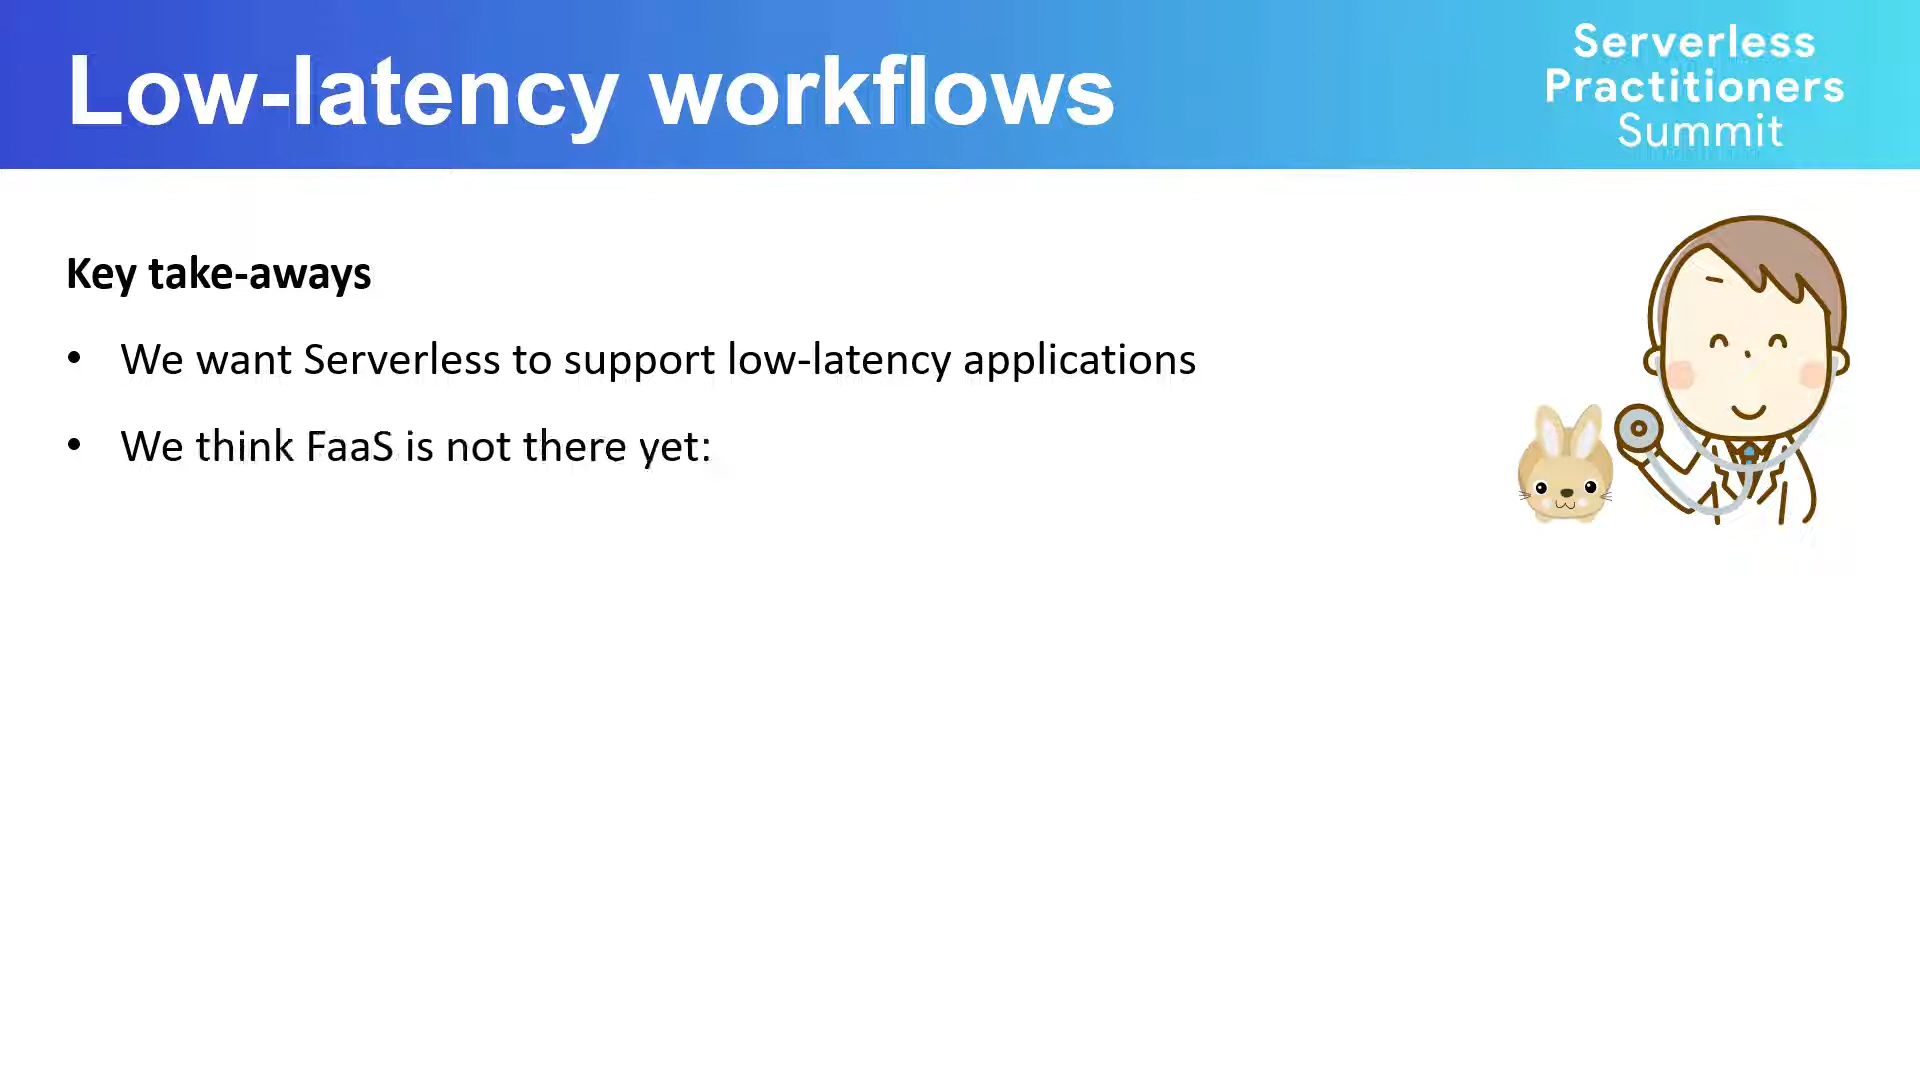 Low-latency workflows
Serverless
Practitioners
Summit
Key take-aways
• We want Serverless to support low-latency applications
• We think FaaS is not there yet: